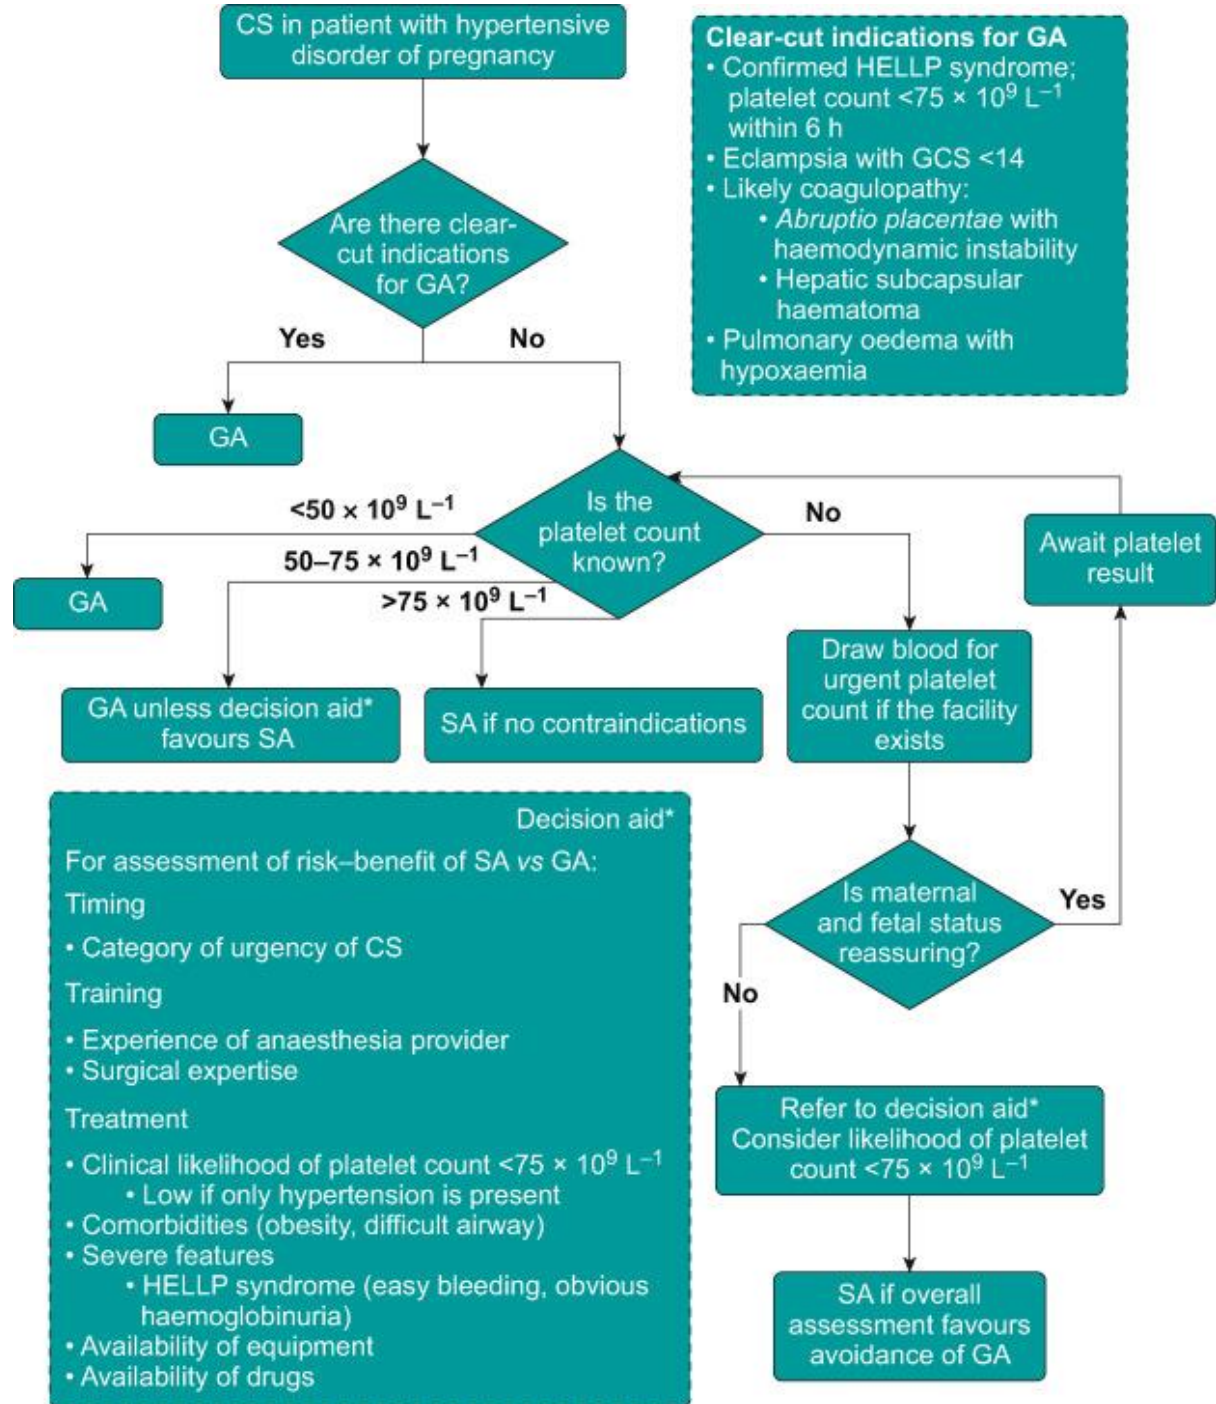 CS in patient with hypertensive
disorder of pregnancy
Clear-cut indications for GA
• Confirmed HELLP syndrome;
platelet count <75 × 10⁹ L⁻¹
within 6 h
• Eclampsia with GCS <14
• Likely coagulopathy:
• Abruptio placentae with
haemodynamic instability
• Hepatic subcapsular
haematoma
• Pulmonary oedema with
hypoxaemia
Are there clear-
cut indications
for GA?
Yes
No
GA
Is the
platelet count
known?
<50 × 10⁹ L⁻¹
50–75 × 10⁹ L⁻¹
>75 × 10⁹ L⁻¹
No
Await platelet
result
GA
GA unless decision aid*
favours SA
SA if no contraindications
Draw blood for
urgent platelet
count if the facility
exists
Is maternal
and fetal status
reassuring?
Yes
No
Refer to decision aid*
Consider likelihood of platelet
count <75 × 10⁹ L⁻¹
SA if overall
assessment favours
avoidance of GA
Decision aid*
For assessment of risk–benefit of SA vs GA:
Timing
• Category of urgency of CS
Training
• Experience of anaesthesia provider
• Surgical expertise
Treatment
• Clinical likelihood of platelet count <75 × 10⁹ L⁻¹
• Low if only hypertension is present
• Comorbidities (obesity, difficult airway)
• Severe features
• HELLP syndrome (easy bleeding, obvious
haemoglobinuria)
• Availability of equipment
• Availability of drugs